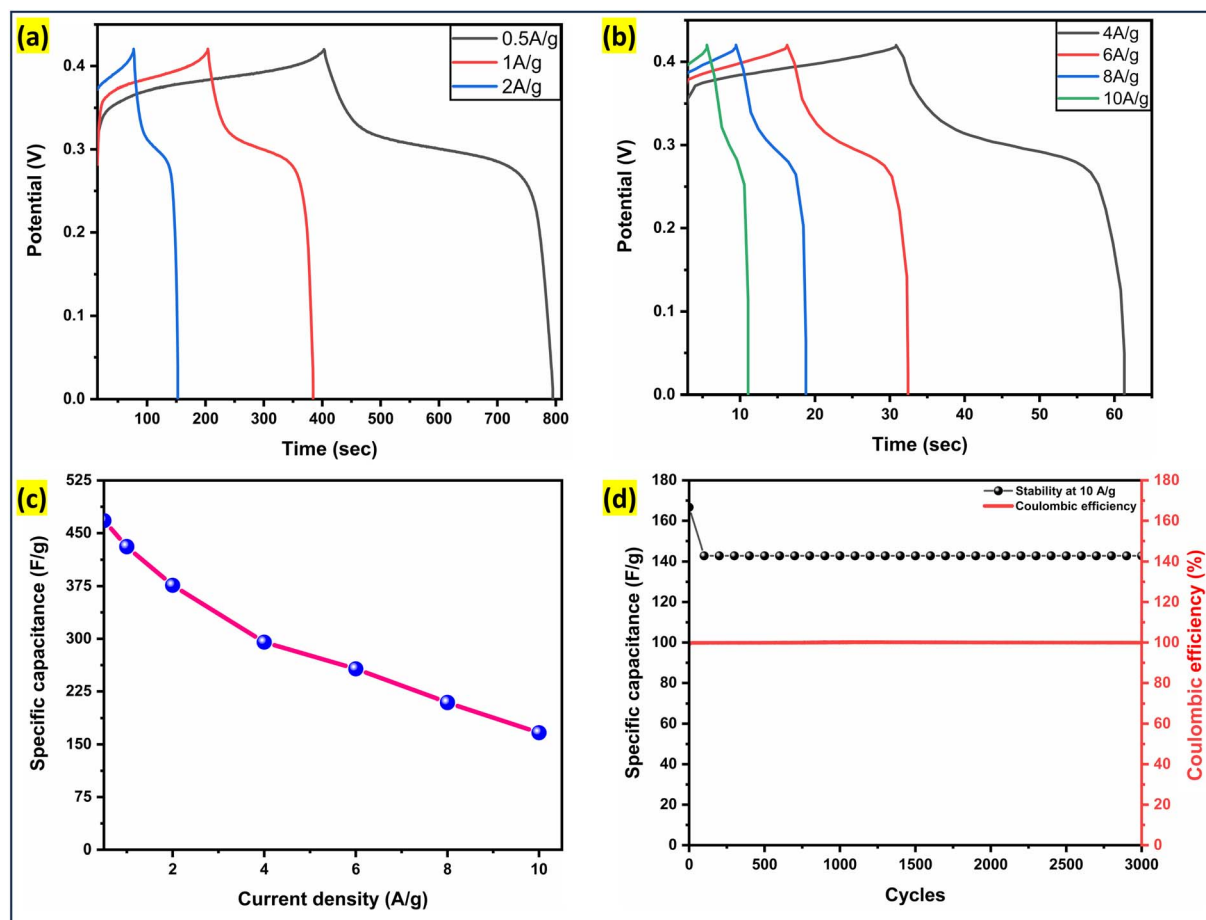 (a)
0.5A/g
1A/g
2A/g
0.4
0.3
0.2
0.1
0.0
Potential (V)
100 200 300 400 500 600 700 800
Time (sec)
(b)
4A/g
6A/g
8A/g
10A/g
0.4
0.3
0.2
0.1
0.0
Potential (V)
10 20 30 40 50 60
Time (sec)
(c)
525
450
375
300
225
150
75
0
Specific capacitance (F/g)
2 4 6 8 10
Current density (A/g)
(d)
Stability at 10 A/g
Coulombic efficiency
180
160
140
120
100
80
60
40
20
0
Specific capacitance (F/g)
0 500 1000 1500 2000 2500 3000
Cycles
180
160
140
120
100
80
60
40
20
0
Coulombic efficiency (%)